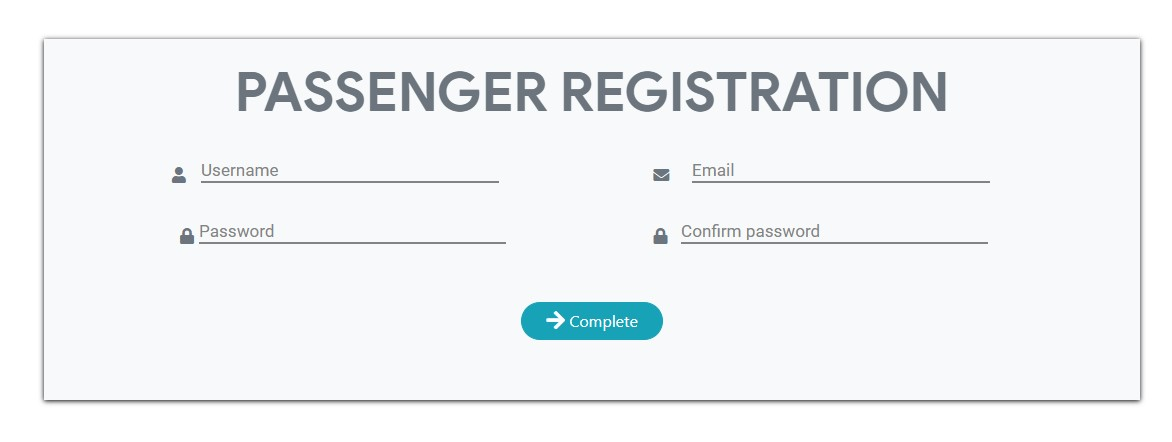 PASSENGER REGISTRATION
Username
Email
Password
Confirm password
Complete